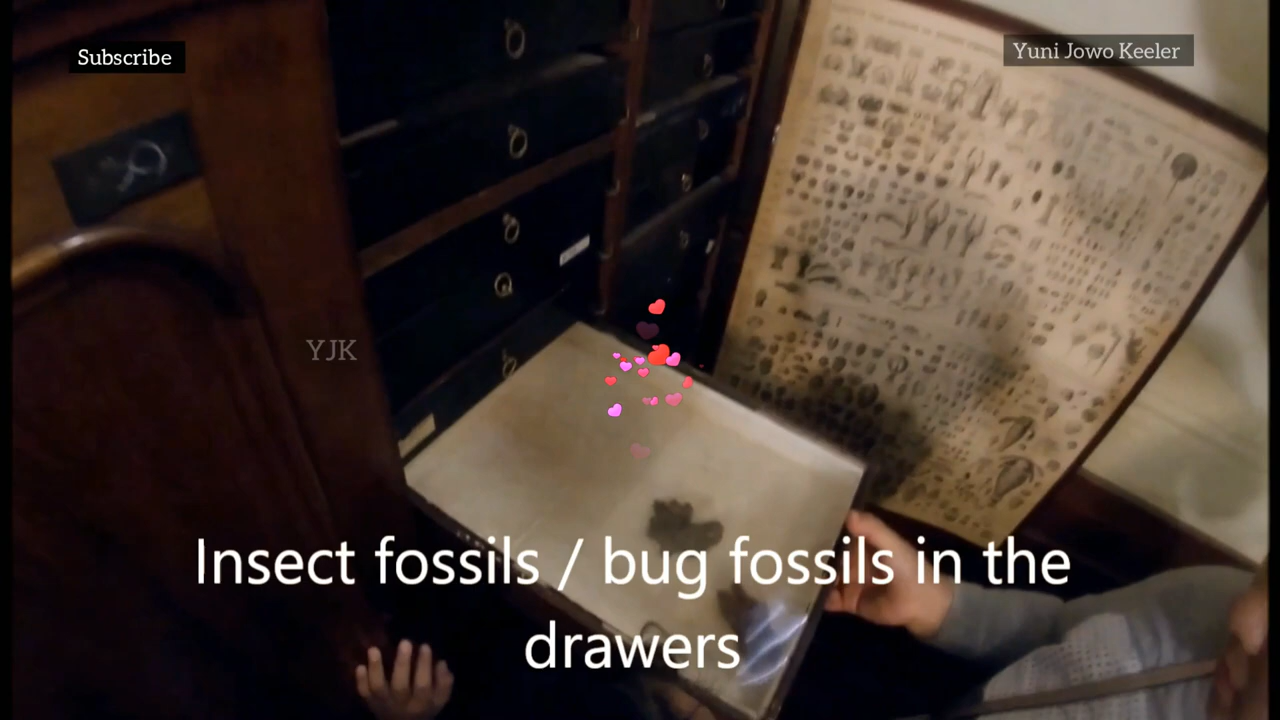 Subscribe
Yuni Jowo Keeler
YJK
Insect fossils / bug fossils in the
drawers